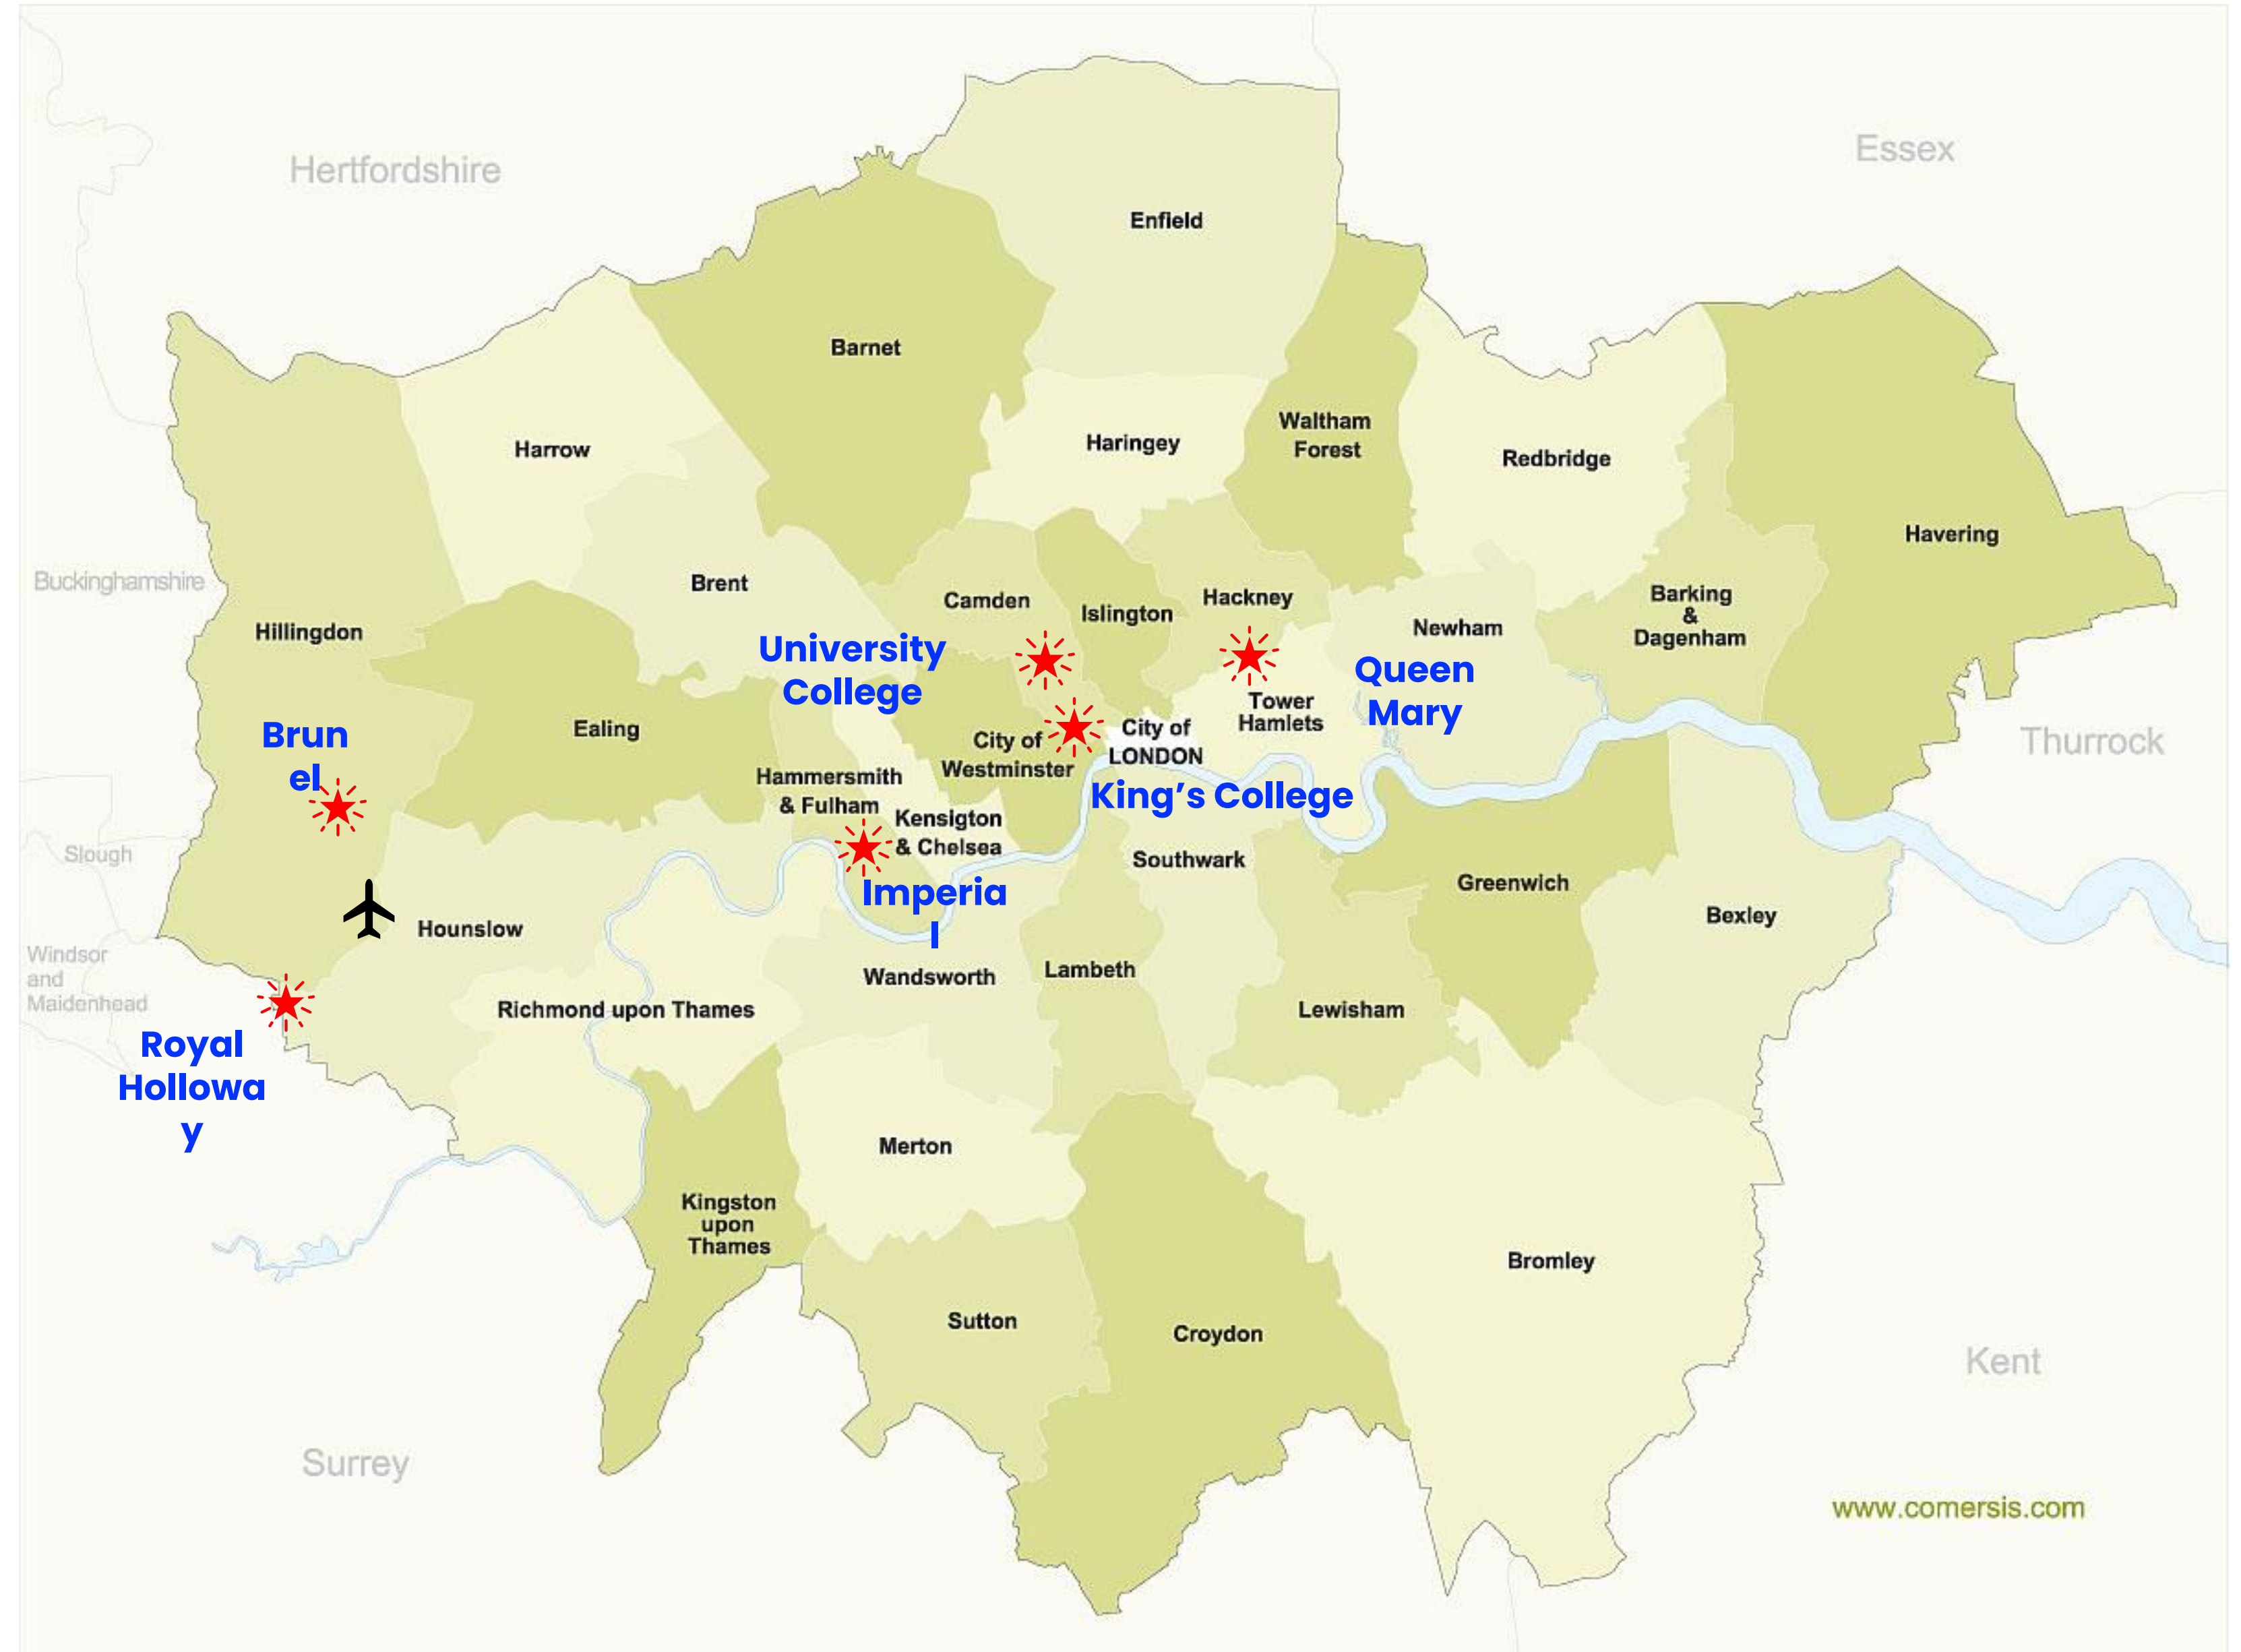 Hertfordshire
Essex
Enfield
Barnet
Harrow
Haringey
Waltham
Forest
Redbridge
Havering
Buckinghamshire
Hillingdon
Brent
Camden
Islington
Hackney
Newham
Barking
&
Dagenham
University
College
Queen
Mary
Brun
el
Ealing
City of
Westminster
City of
LONDON
Tower
Hamlets
Thurrock
Hammersmith
& Fulham
Kensigton
& Chelsea
King's College
Slough
Southwark
Greenwich
Bexley
Imperia
l
Hounslow
Windsor
and
Maidenhead
Wandsworth
Lambeth
Lewisham
Richmond upon Thames
Royal
Hollowa
y
Merton
Kingston
upon
Thames
Bromley
Sutton
Croydon
Kent
Surrey
www.comersis.com